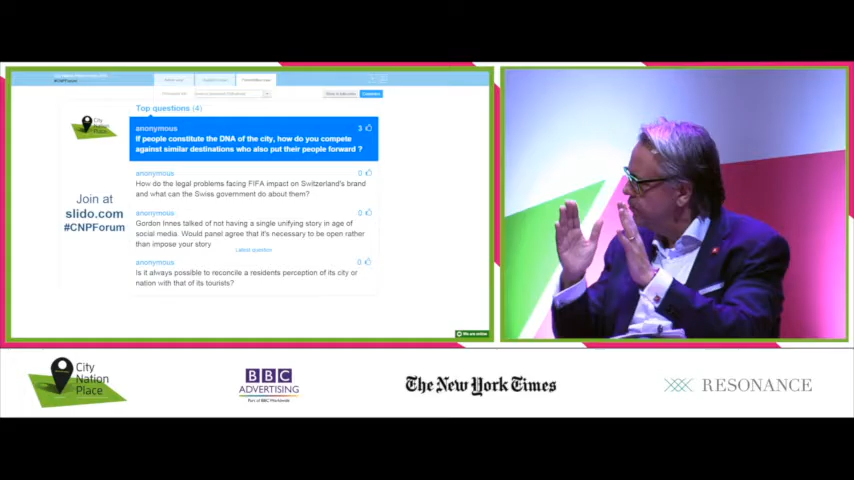 #CNPForum
Top questions (4)
anonymous
3
If people constitute the DNA of the city, how do you compete
against similar destinations who also put their people forward ?
City
Nation
Place
Join at
slido.com
#CNPForum
anonymous
0
How do the legal problems facing FIFA impact on Switzerland's brand
and what can the Swiss government do about them?
anonymous
0
Gordon Innes talked of not having a single unifying story in age of
social media. Would panel agree that it's necessary to be open rather
than impose your story
Latest question
anonymous
0
Is it always possible to reconcile a residents perception of its city or
nation with that of its tourists?
We are online
City
Nation
Place
BBC
ADVERTISING
Part of BBC Worldwide
The New York Times
RESONANCE